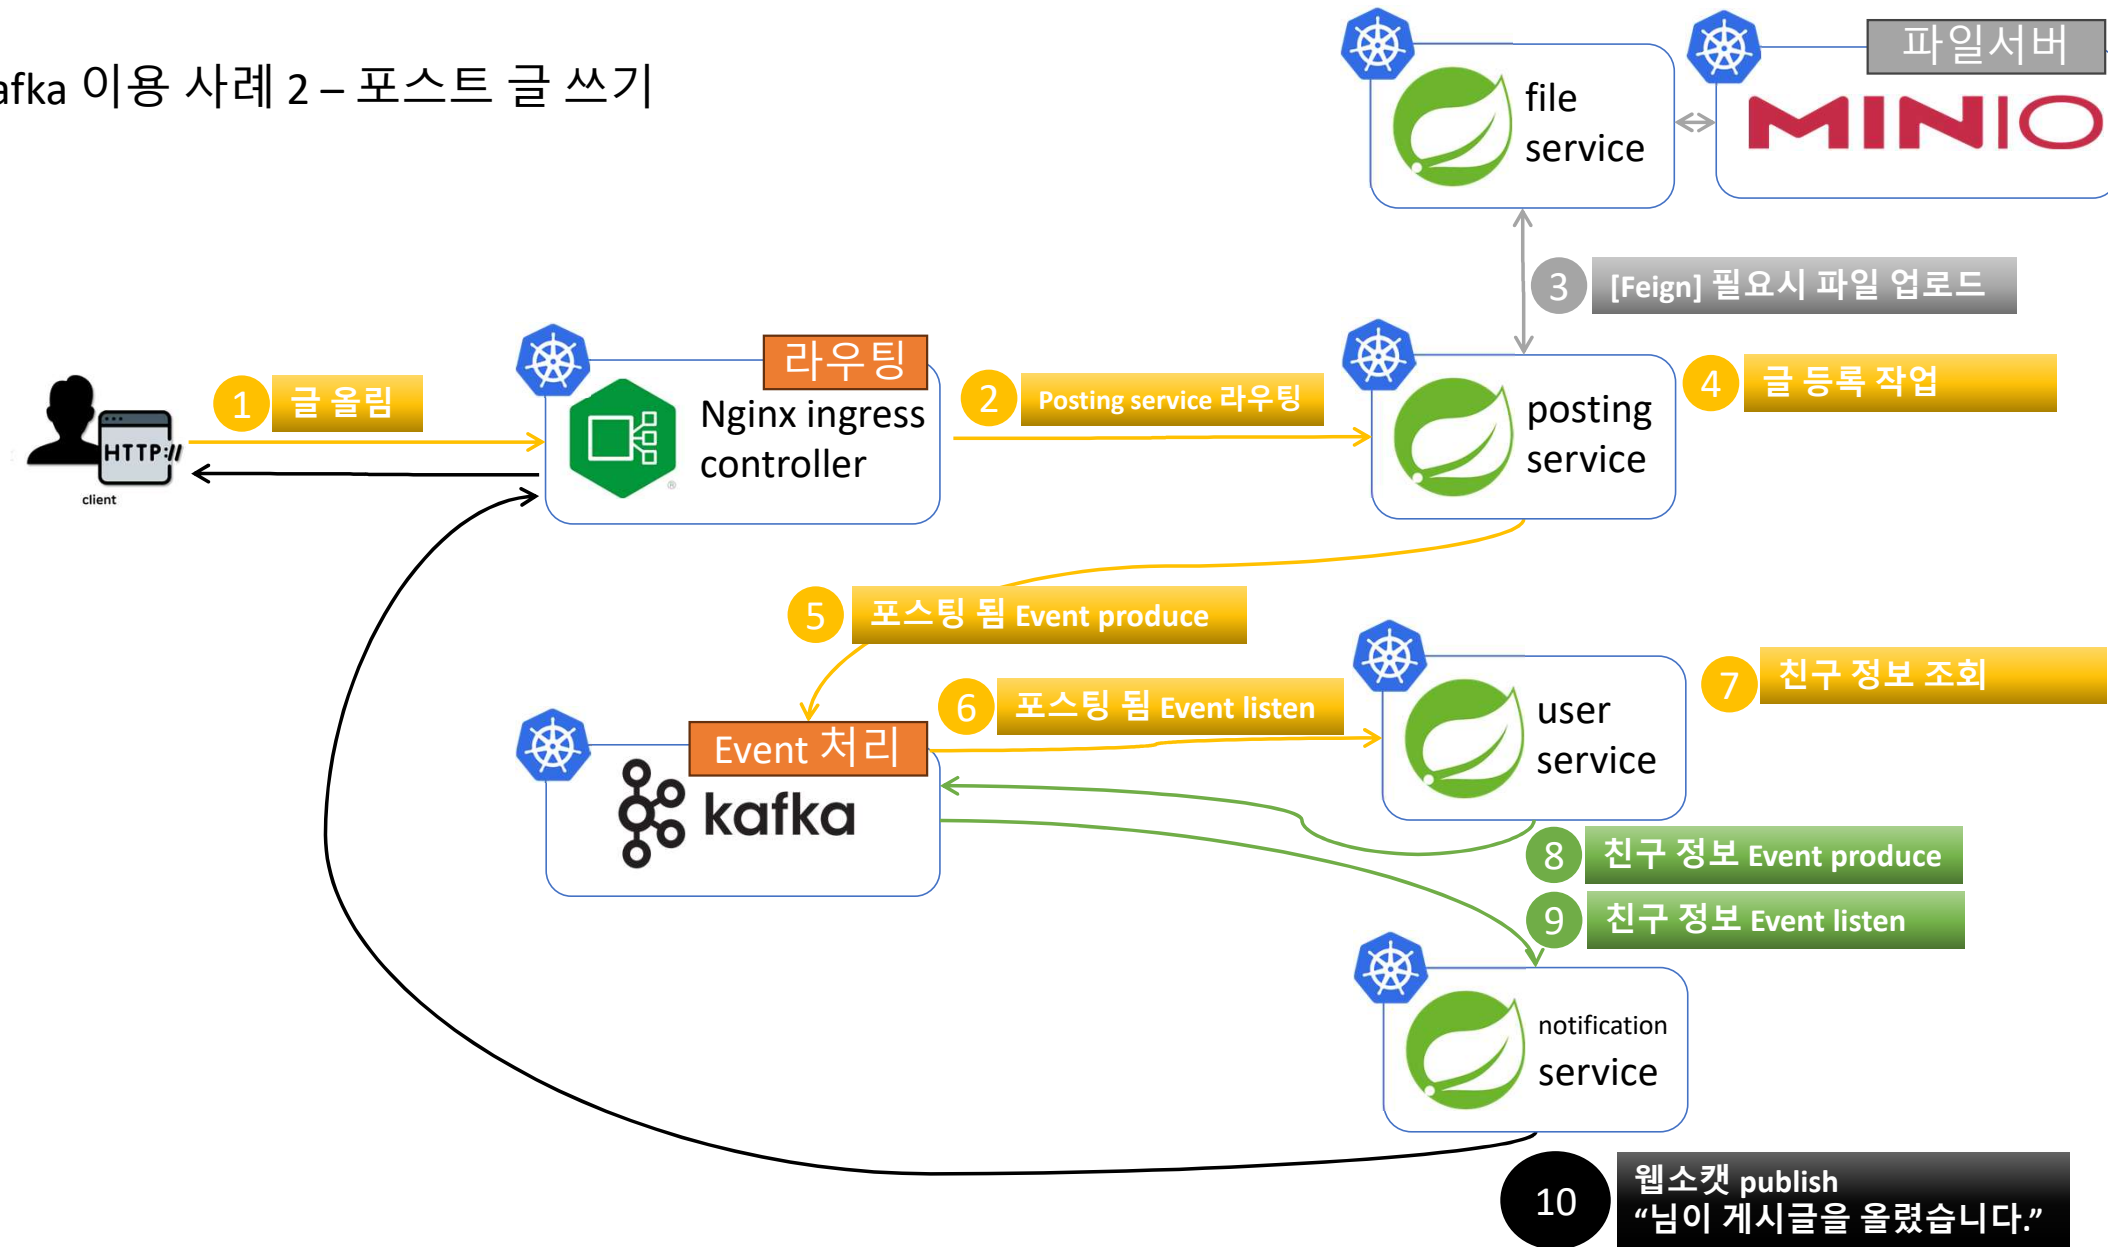 afka 이용 사례 2 – 포스트 글 쓰기
파일서버
file
service
MINIO
3
[Feign] 필요시 파일 업로드
라우팅
1
글 올림
Nginx ingress
controller
®
2
Posting service 라우팅
posting
service
4
글 등록 작업
HTTP://
client
5
포스팅 됨 Event produce
6
포스팅 됨 Event listen
user
service
7
친구 정보 조회
Event 처리
kafka
8
친구 정보 Event produce
9
친구 정보 Event listen
notification
service
10
웹소캣 publish
“님이 게시글을 올렸습니다.”